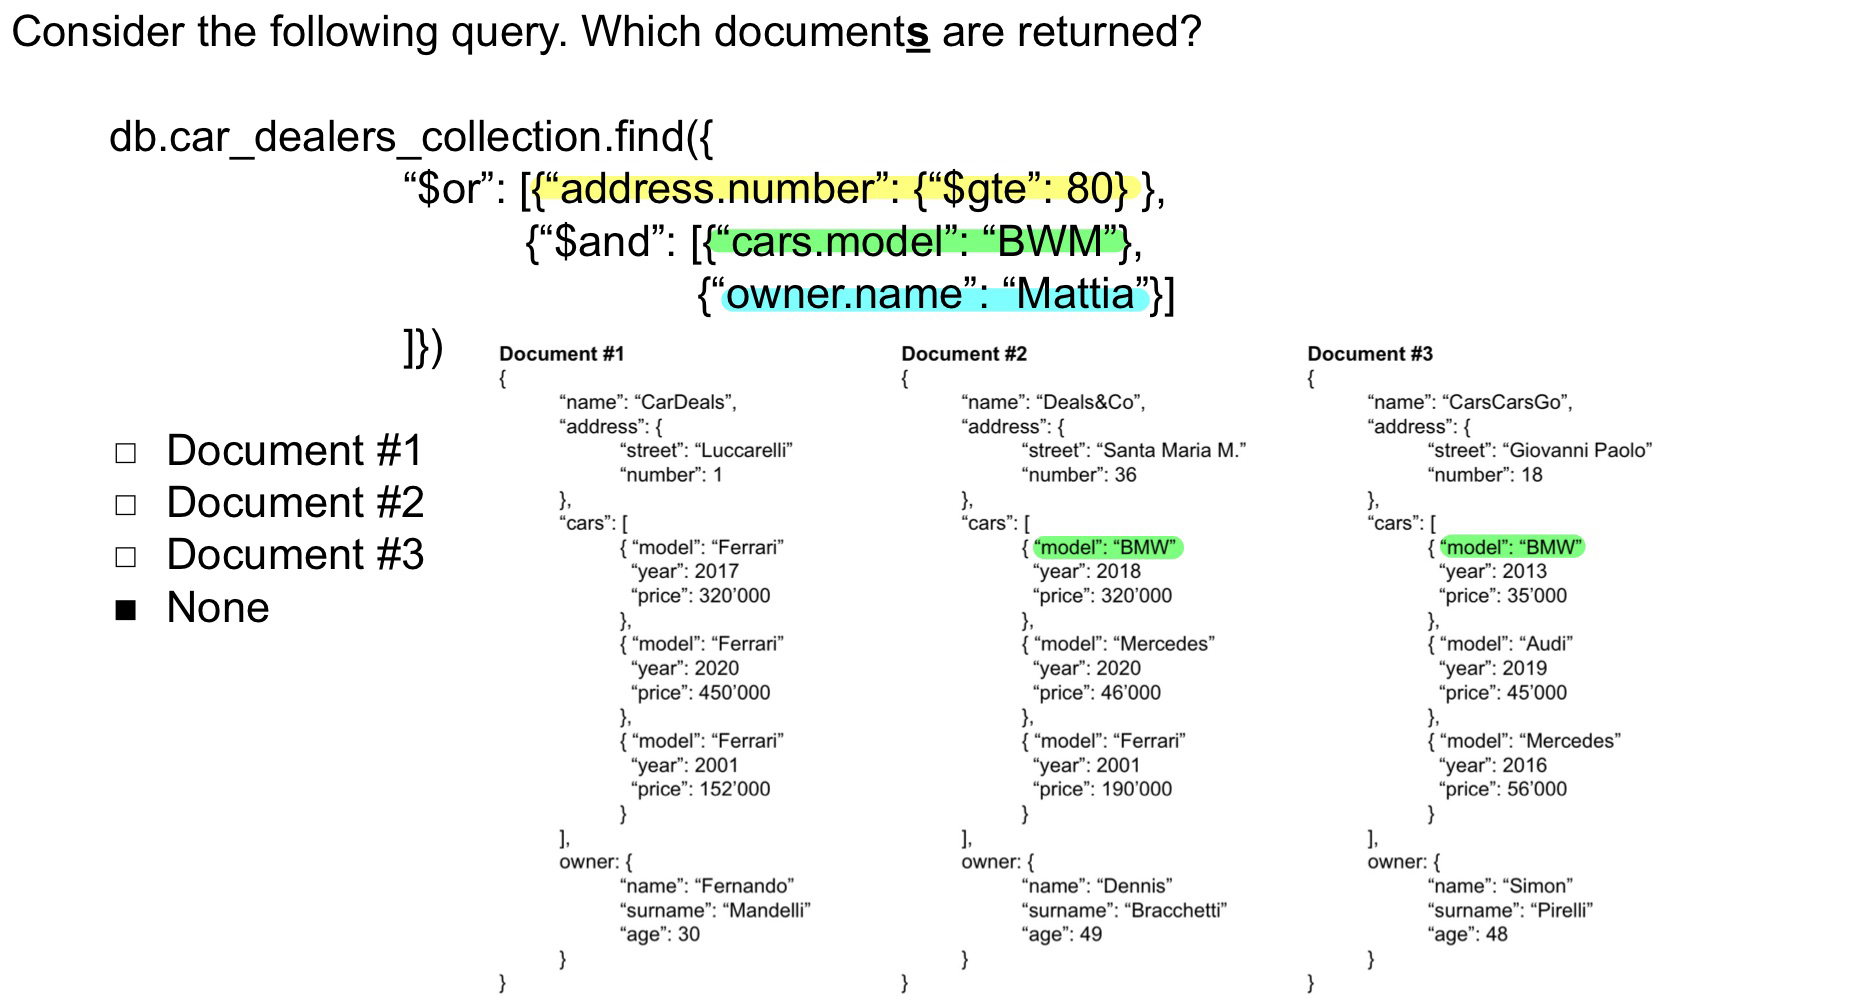 Consider the following query. Which documents are returned?
db.car_dealers_collection.find({
“$or”: [{“address.number”: {“$gte”: 80} },
{“$and”: [{“cars.model”: “BWM”},
{“owner.name”: “Mattia”}]
]})
□ Document #1
□ Document #2
□ Document #3
■ None
Document #1
{
“name”: “CarDeals”,
“address”: {
“street”: “Luccarelli”
“number”: 1
},
“cars”: [
{ “model”: “Ferrari”
“year”: 2017
“price”: 320’000
},
{ “model”: “Ferrari”
“year”: 2020
“price”: 450’000
},
{ “model”: “Ferrari”
“year”: 2001
“price”: 152’000
}
],
owner: {
“name”: “Fernando”
“surname”: “Mandelli”
“age”: 30
}
}
Document #2
{
“name”: “Deals&Co”,
“address”: {
“street”: “Santa Maria M.”
“number”: 36
},
“cars”: [
{ “model”: “BMW”
“year”: 2018
“price”: 320’000
},
{ “model”: “Mercedes”
“year”: 2020
“price”: 46’000
},
{ “model”: “Ferrari”
“year”: 2001
“price”: 190’000
}
],
owner: {
“name”: “Dennis”
“surname”: “Bracchetti”
“age”: 49
}
}
Document #3
{
“name”: “CarsCarsGo”,
“address”: {
“street”: “Giovanni Paolo”
“number”: 18
},
“cars”: [
{ “model”: “BMW”
“year”: 2013
“price”: 35’000
},
{ “model”: “Audi”
“year”: 2019
“price”: 45’000
},
{ “model”: “Mercedes”
“year”: 2016
“price”: 56’000
}
],
owner: {
“name”: “Simon”
“surname”: “Pirelli”
“age”: 48
}
}